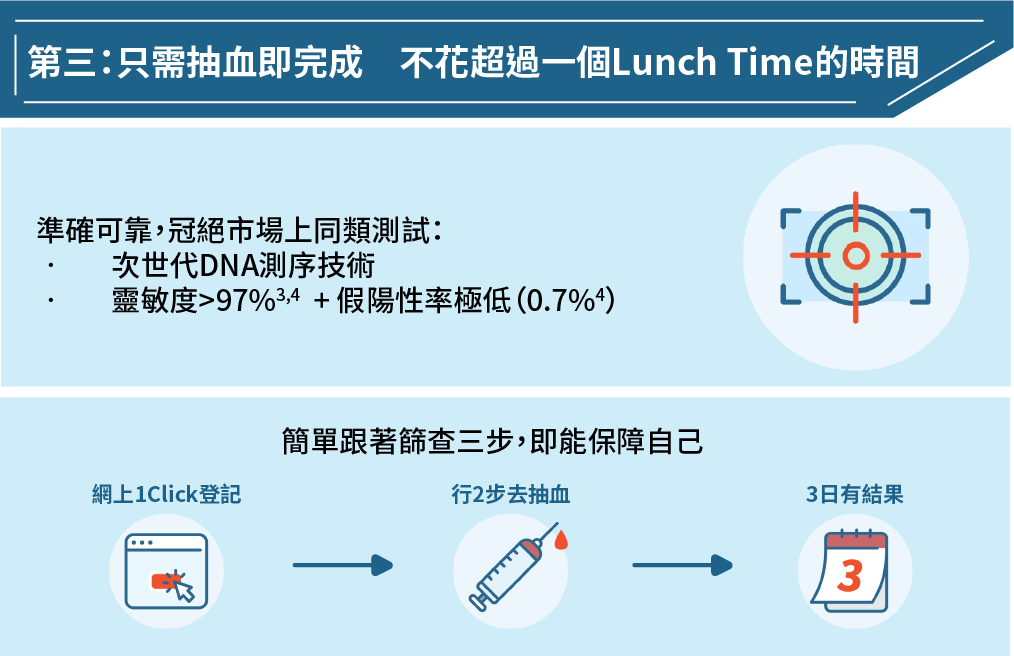 第三：只需抽血即完成　不花超過一個Lunch Time的時間
準確可靠，冠絕市場上同類測試：
· 次世代DNA測序技術
· 靈敏度>97%³,⁴ + 假陽性率極低（0.7%⁴）
簡單跟著篩查三步，即能保障自己
網上1Click登記
行2步去抽血
3日有結果
3